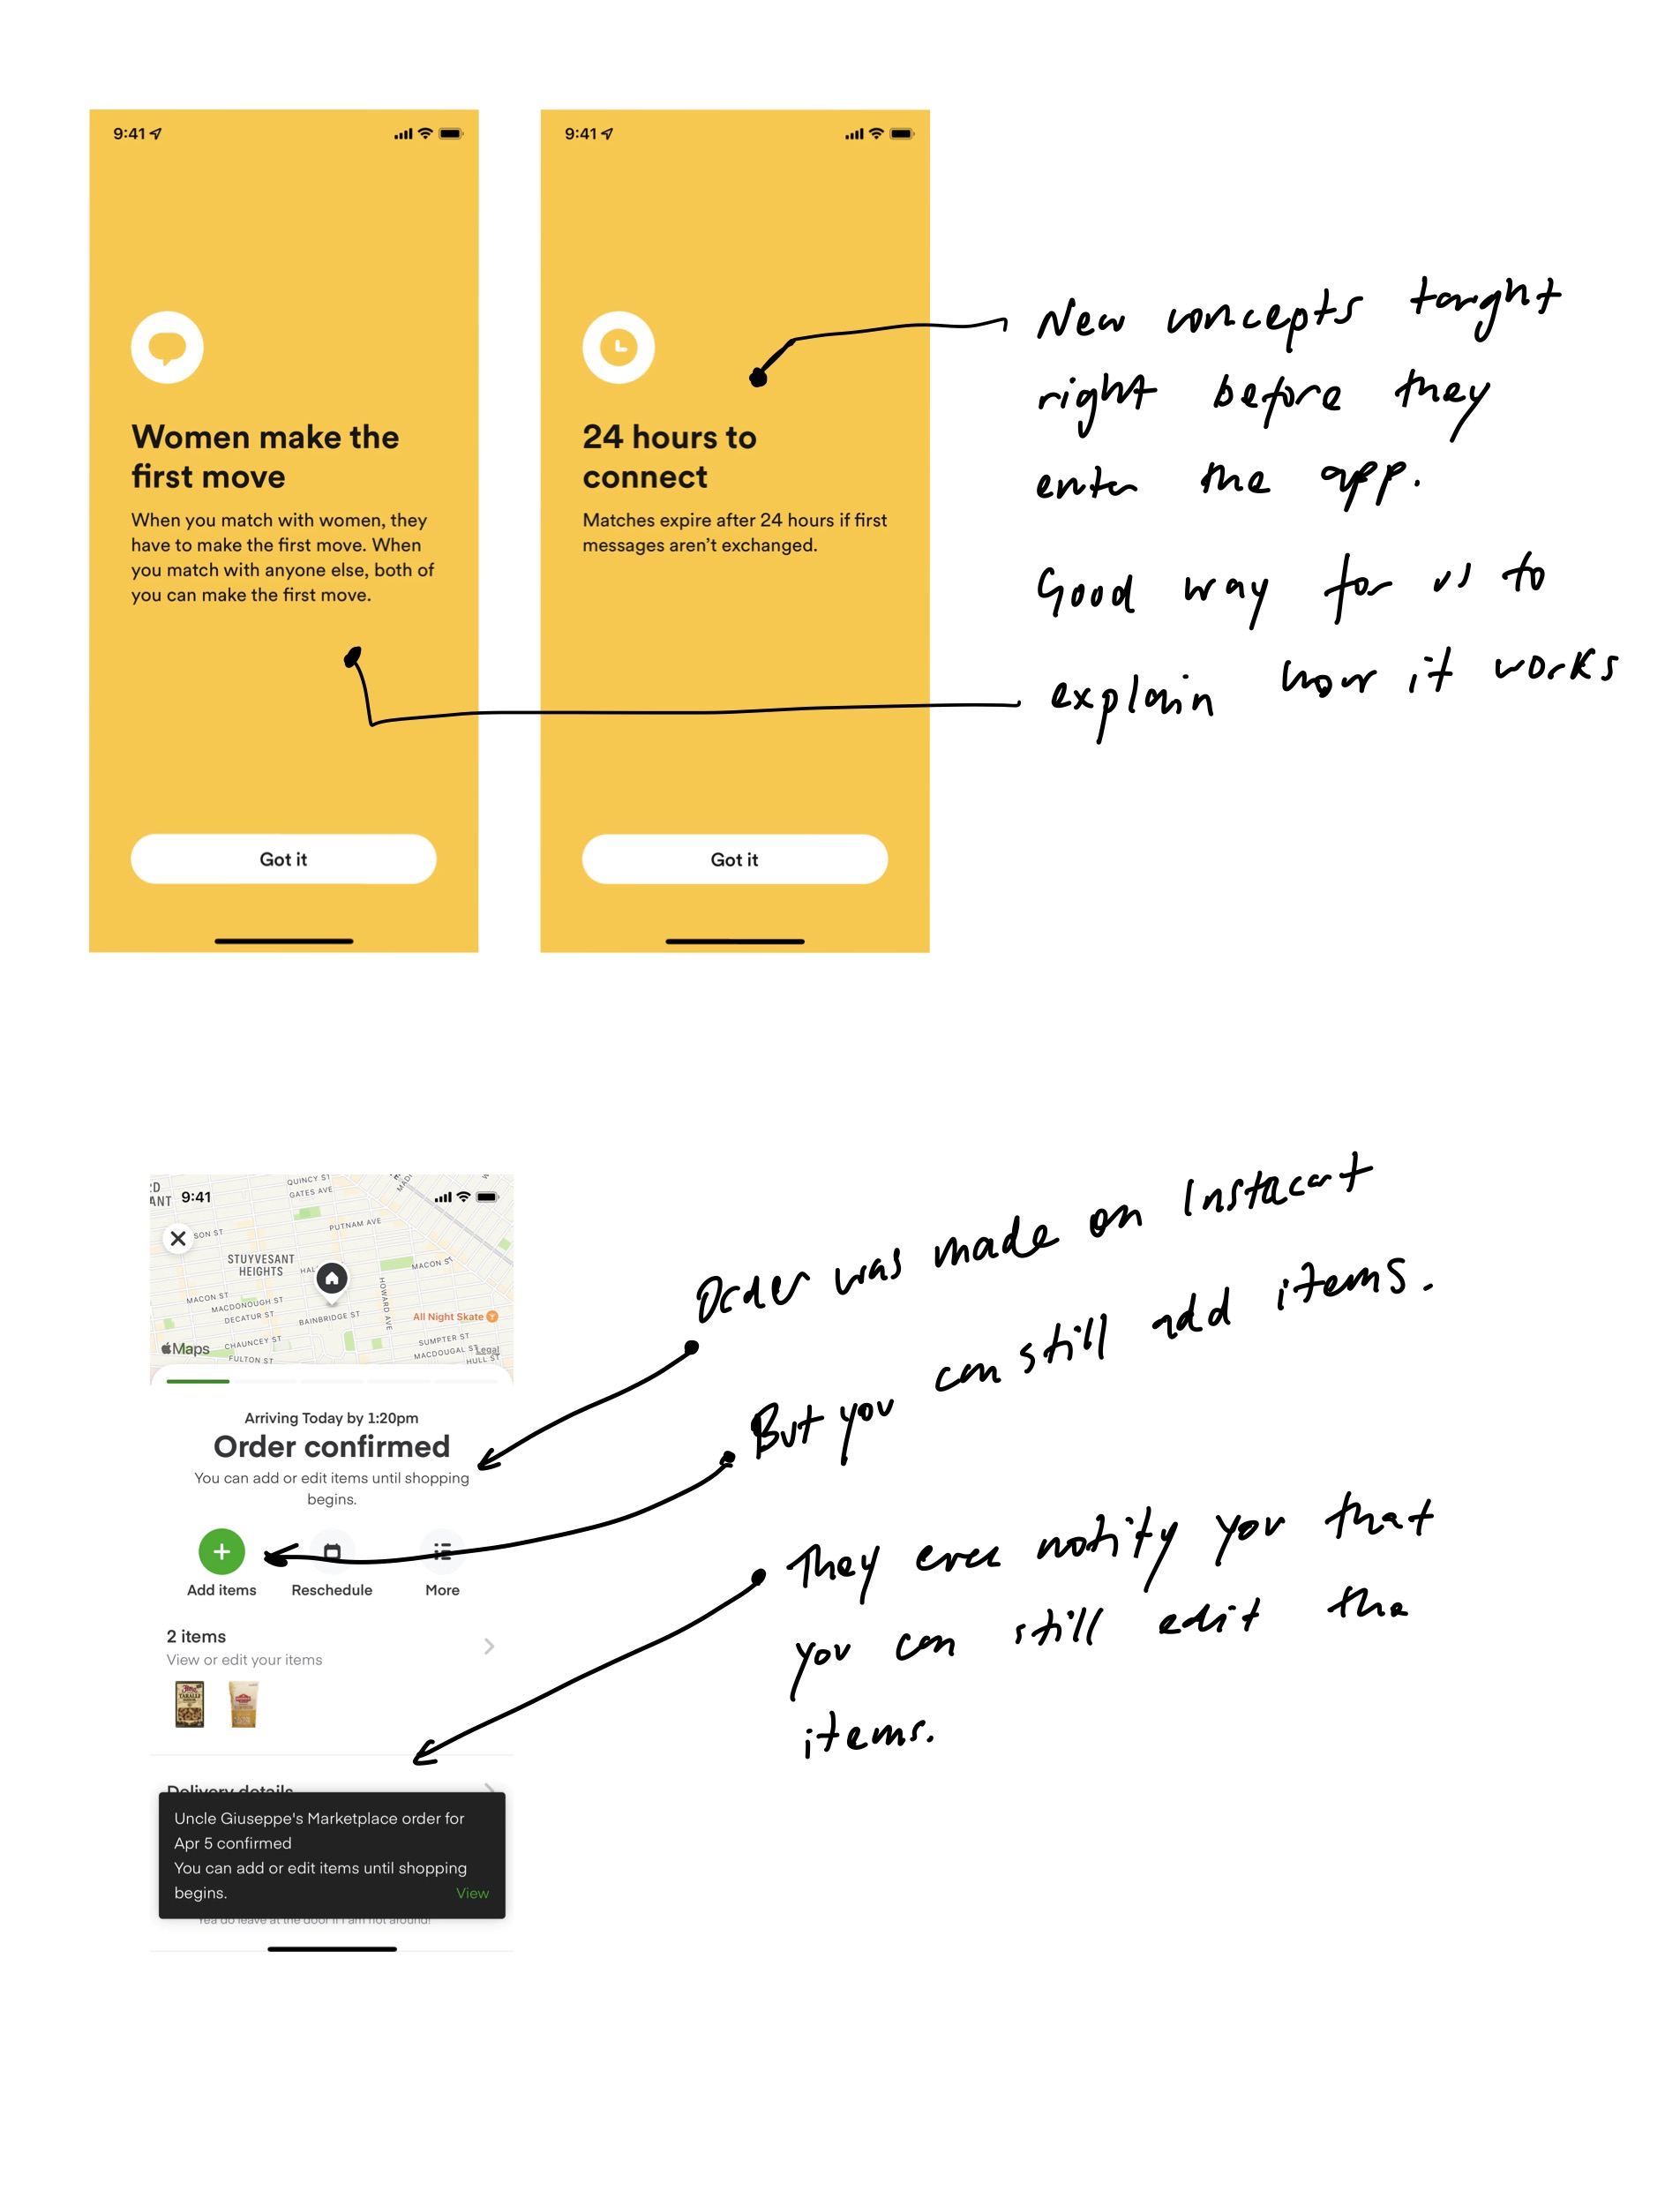 9:41
Women make the
first move
When you match with women, they
have to make the first move. When
you match with anyone else, both of
you can make the first move.
Got it
9:41
24 hours to
connect
Matches expire after 24 hours if first
messages aren't exchanged.
Got it
New concepts taught
right before they
enter the app.
Good way for us to
explain how it works
9:41
QUINCY ST
GATES AVE
PUTNAM AVE
SON ST
STUYVESANT
HEIGHTS
HAL
MACON ST
HOWARD AVE
MACON ST
MACDONOUGH ST
DECATUR ST
BAINBRIDGE ST
All Night Skate
Maps
CHAUNCEY ST
FULTON ST
SUMPTER ST
MACDOUGAL ST
Legal
HULL ST
Arriving Today by 1:20pm
Order confirmed
You can add or edit items until shopping
begins.
Add items
Reschedule
More
2 items
View or edit your items
TARALLI
Delivery details
Uncle Giuseppe's Marketplace order for
Apr 5 confirmed
You can add or edit items until shopping
begins.
View
Yea do leave at the door if I am not around!
Order was made on Instacart
But you can still add items.
They even notify you that
you can still edit the
items.